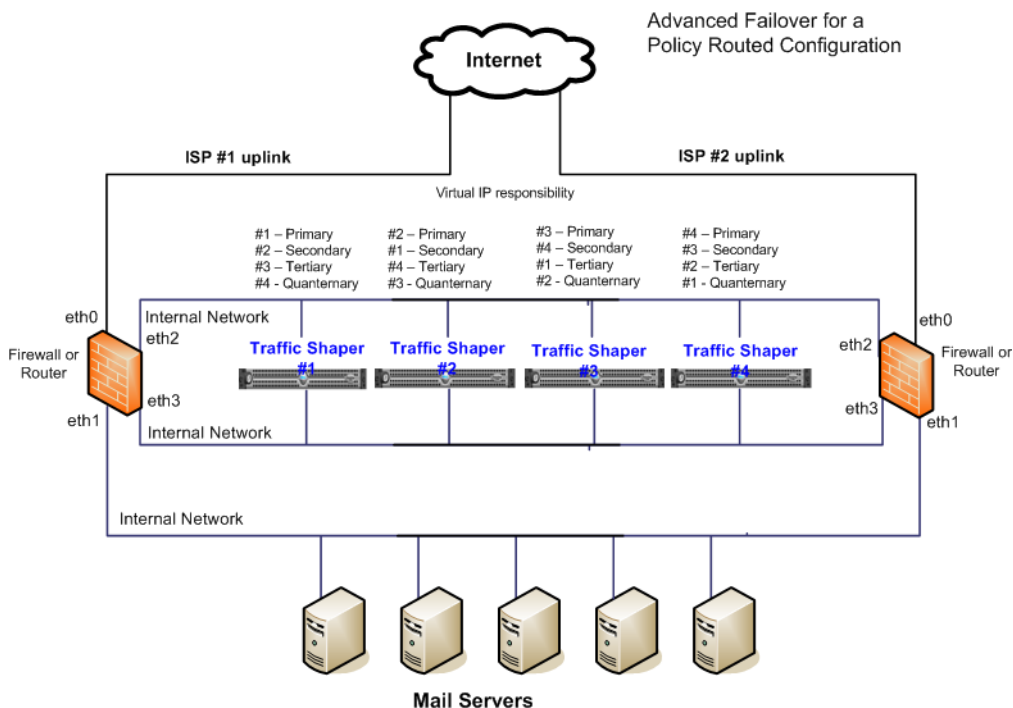 Advanced Failover for a
Policy Routed Configuration
Internet
ISP #1 uplink
ISP #2 uplink
Virtual IP responsibility
#1 – Primary
#2 – Secondary
#3 – Tertiary
#4 - Quanternary
#2 – Primary
#1 – Secondary
#4 – Tertiary
#3 - Quanternary
#3 – Primary
#4 – Secondary
#1 – Tertiary
#2 - Quanternary
#4 – Primary
#3 – Secondary
#2 – Tertiary
#1 - Quanternary
eth0
Internal Network
eth2
Firewall or
Router
eth3
eth1
Internal Network
Traffic Shaper
#1
Traffic Shaper
#2
Traffic Shaper
#3
Traffic Shaper
#4
eth0
eth2
Firewall or
Router
eth3
eth1
Internal Network
Mail Servers